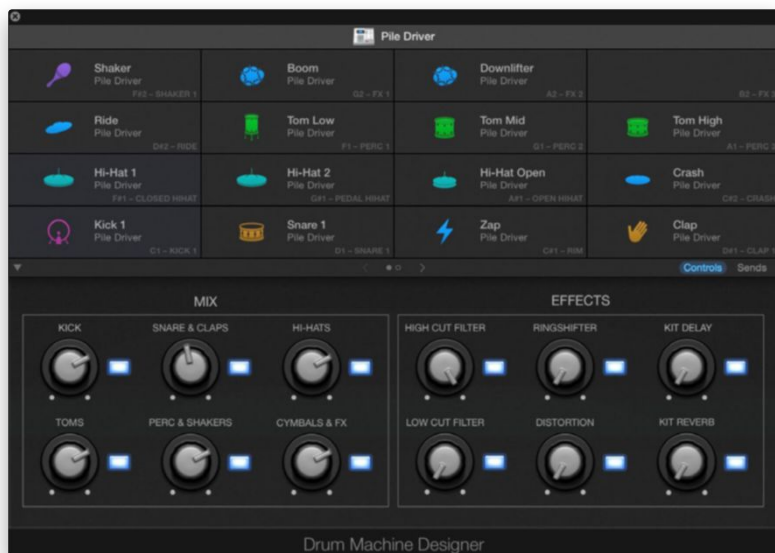 Pile Driver
Shaker
Pile Driver
F#2 – SHAKER 1
Boom
Pile Driver
G2 – FX 1
Downlifter
Pile Driver
A2 – FX 2
B2 – FX 3
Ride
Pile Driver
D#2 – RIDE
Tom Low
Pile Driver
F1 – PERC 1
Tom Mid
Pile Driver
G1 – PERC 2
Tom High
Pile Driver
A1 – PERC 3
Hi-Hat 1
Pile Driver
F#1 – CLOSED HIHAT
Hi-Hat 2
Pile Driver
G#1 – PEDAL HIHAT
Hi-Hat Open
Pile Driver
A#1 – OPEN HIHAT
Crash
Pile Driver
C#2 – CRASH
Kick 1
Pile Driver
C1 – KICK 1
Snare 1
Pile Driver
D1 – SNARE 1
Zap
Pile Driver
C#1 – RIM
Clap
Pile Driver
D#1 – CLAP 1
Controls Sends
MIX
EFFECTS
KICK SNARE & CLAPS HI-HATS
HIGH CUT FILTER RINGSHIFTER KIT DELAY
TOMS PERC & SHAKERS CYMBALS & FX
LOW CUT FILTER DISTORTION KIT REVERB
Drum Machine Designer